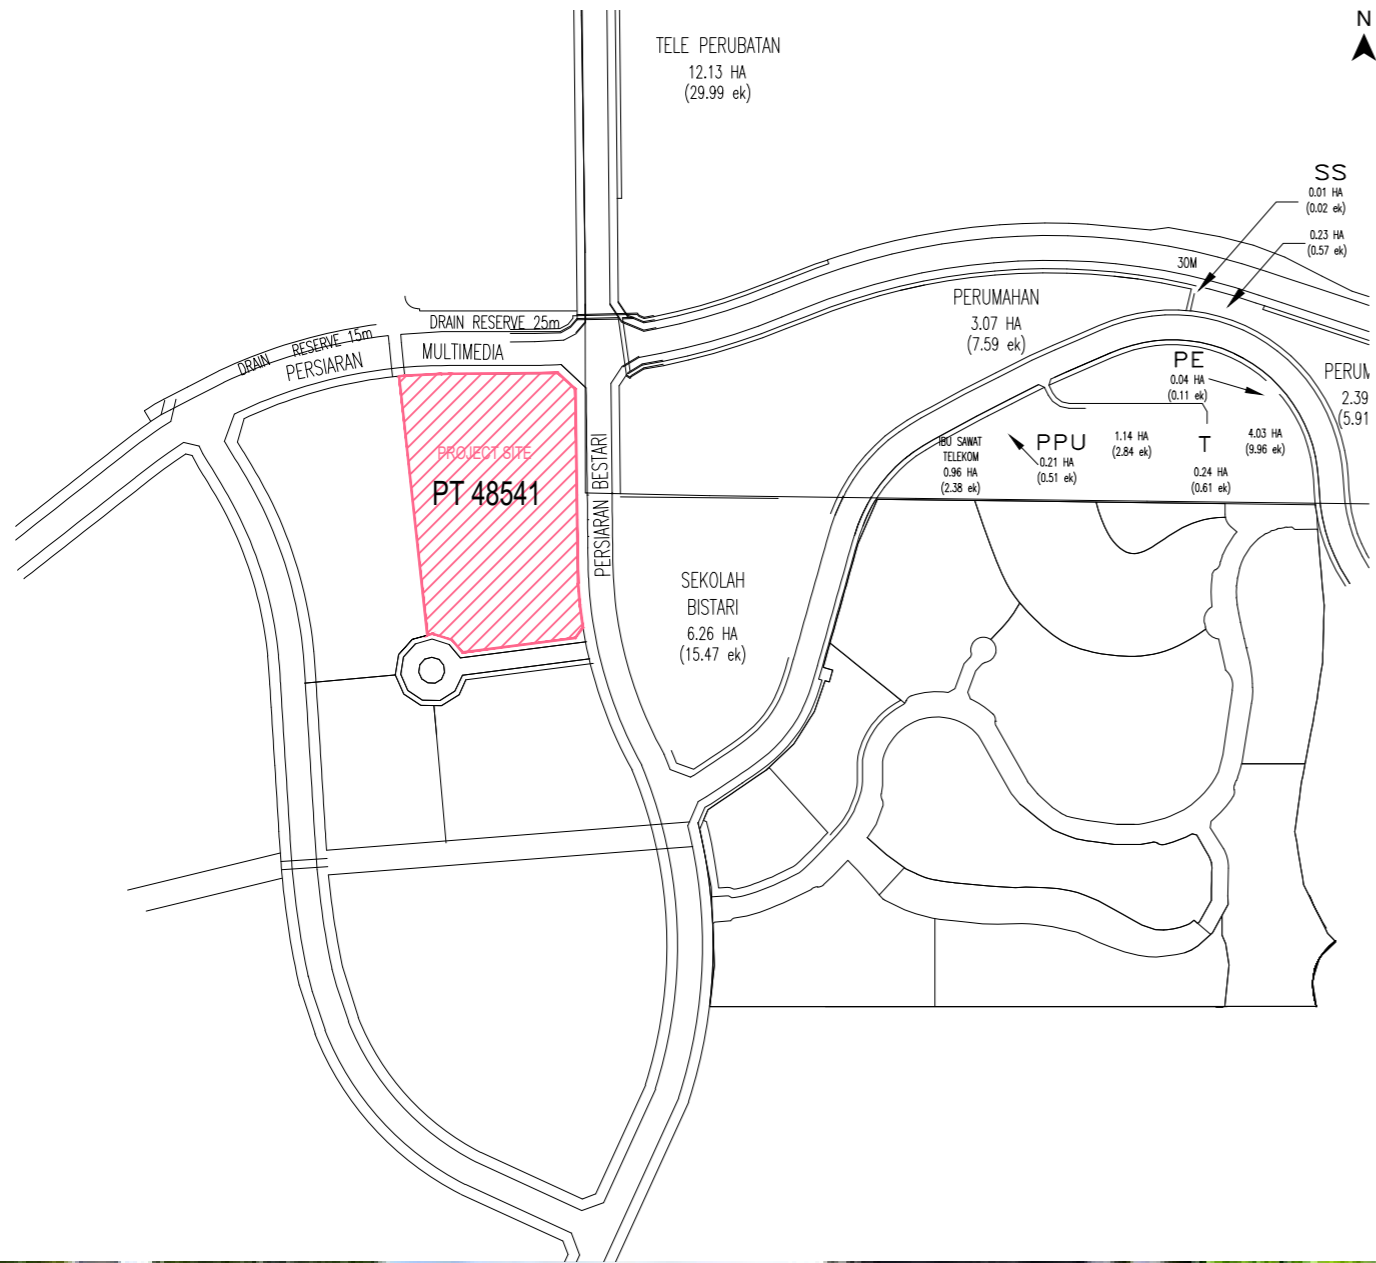 N
TELE PERUBATAN
12.13 HA
(29.99 ek)
SS
0.01 HA
(0.02 ek)
0.23 HA
(0.57 ek)
30M
PERUMAHAN
3.07 HA
(7.59 ek)
DRAIN RESERVE 25m
MULTIMEDIA
DRAIN RESERVE 15m
PERSIARAN
PE
0.04 HA
(0.11 ek)
2.39
(5.91
PROJECT SITE
PT 48541
PERSIARAN BESTARI
IBU SAWAT
TELEKOM
0.96 HA
(2.38 ek)
PPU
0.21 HA
(0.51 ek)
1.14 HA
(2.84 ek)
T
0.24 HA
(0.61 ek)
4.03 HA
(9.96 ek)
SEKOLAH
BISTARI
6.26 HA
(15.47 ek)